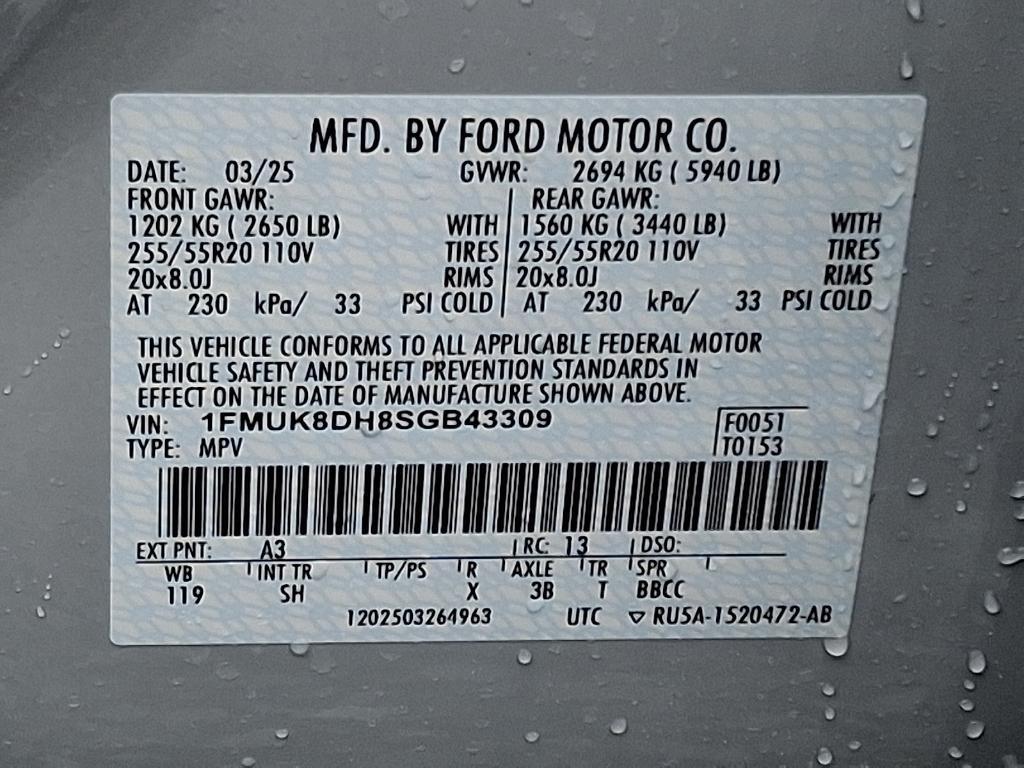 MFD. BY FORD MOTOR CO.
DATE: 03/25 GVWR: 2694 KG ( 5940 LB)
FRONT GAWR: REAR GAWR:
1202 KG ( 2650 LB) WITH 1560 KG ( 3440 LB) WITH
255/55R20 110V TIRES 255/55R20 110V TIRES
20x8.0J RIMS 20x8.0J RIMS
AT 230 kPa/ 33 PSI COLD AT 230 kPa/ 33 PSI COLD
THIS VEHICLE CONFORMS TO ALL APPLICABLE FEDERAL MOTOR
VEHICLE SAFETY AND THEFT PREVENTION STANDARDS IN
EFFECT ON THE DATE OF MANUFACTURE SHOWN ABOVE.
VIN: 1FMUK8DH8SGB43309 F0051
TYPE: MPV T0153
EXT PNT: A3 RC: 13 DSO:
WB INT TR TP/PS R AXLE TR SPR
119 SH X 3B T BBCC
1202503264963 UTC ▽ RU5A-1520472-AB